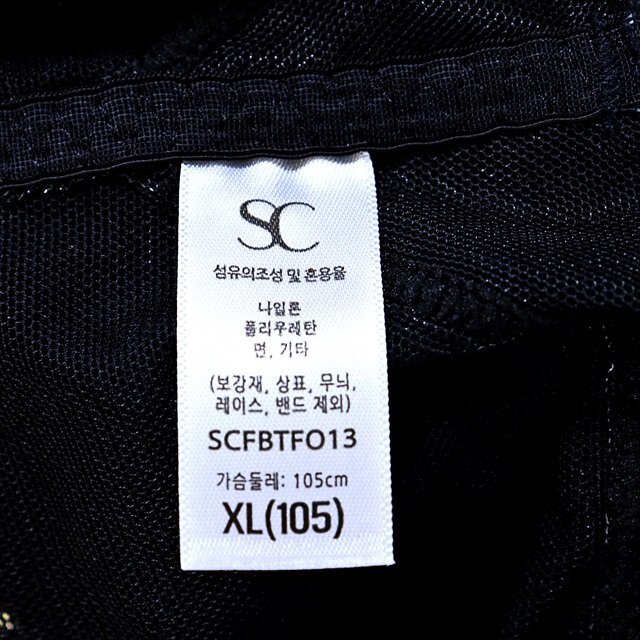 SC
섬유의조성 및 혼용율
나일론
폴리우레탄
면, 기타
(보강재, 상표, 무늬,
레이스, 밴드 제외)
SCFBTFO13
가슴둘레: 105cm
XL(105)